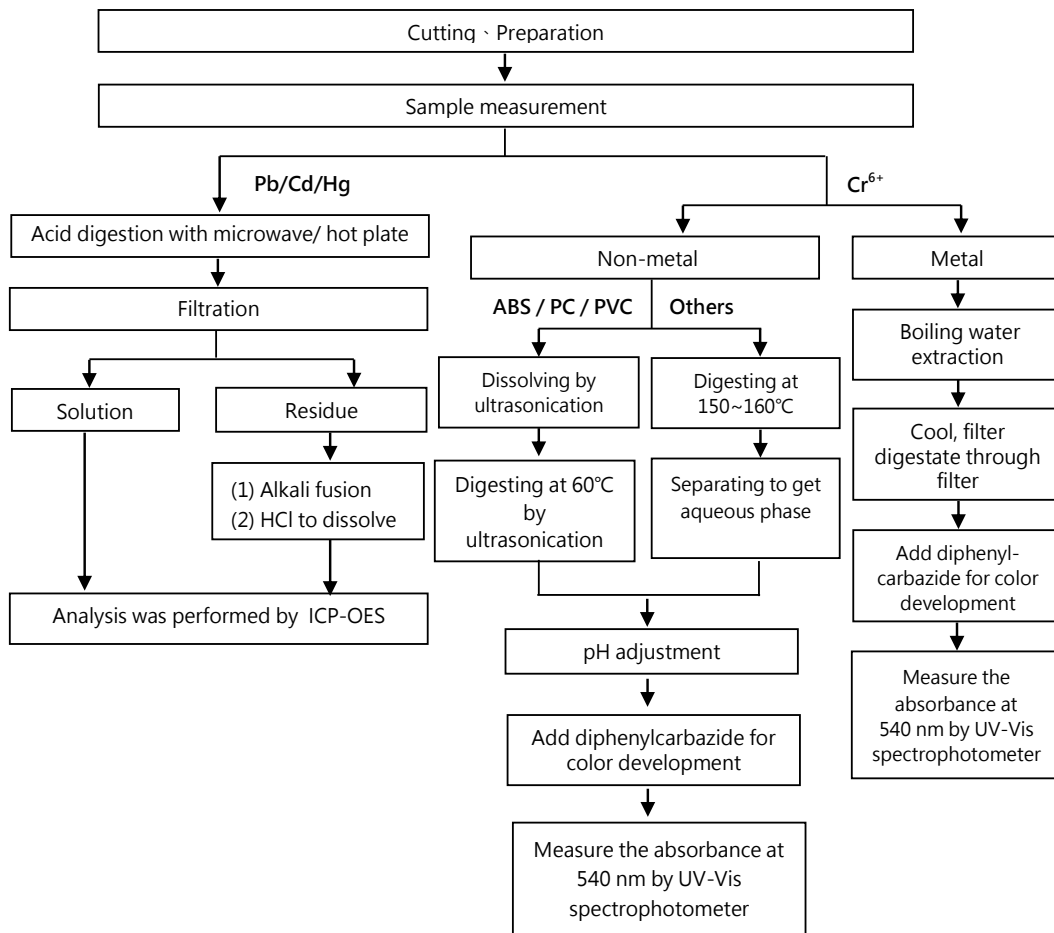 Cutting、Preparation
Sample measurement
Pb/Cd/Hg
Cr6+
Acid digestion with microwave/ hot plate
Non-metal
Metal
Filtration
ABS / PC / PVC
Others
Boiling water
extraction
Solution
Residue
Dissolving by
ultrasonication
Digesting at
150~160℃
Cool, filter
digestate through
filter
(1) Alkali fusion
(2) HCl to dissolve
Digesting at 60℃
by
ultrasonication
Separating to get
aqueous phase
Add diphenyl-
carbazide for color
development
Analysis was performed by ICP-OES
pH adjustment
Measure the
absorbance at
540 nm by UV-Vis
spectrophotometer
Add diphenylcarbazide for
color development
Measure the absorbance at
540 nm by UV-Vis
spectrophotometer